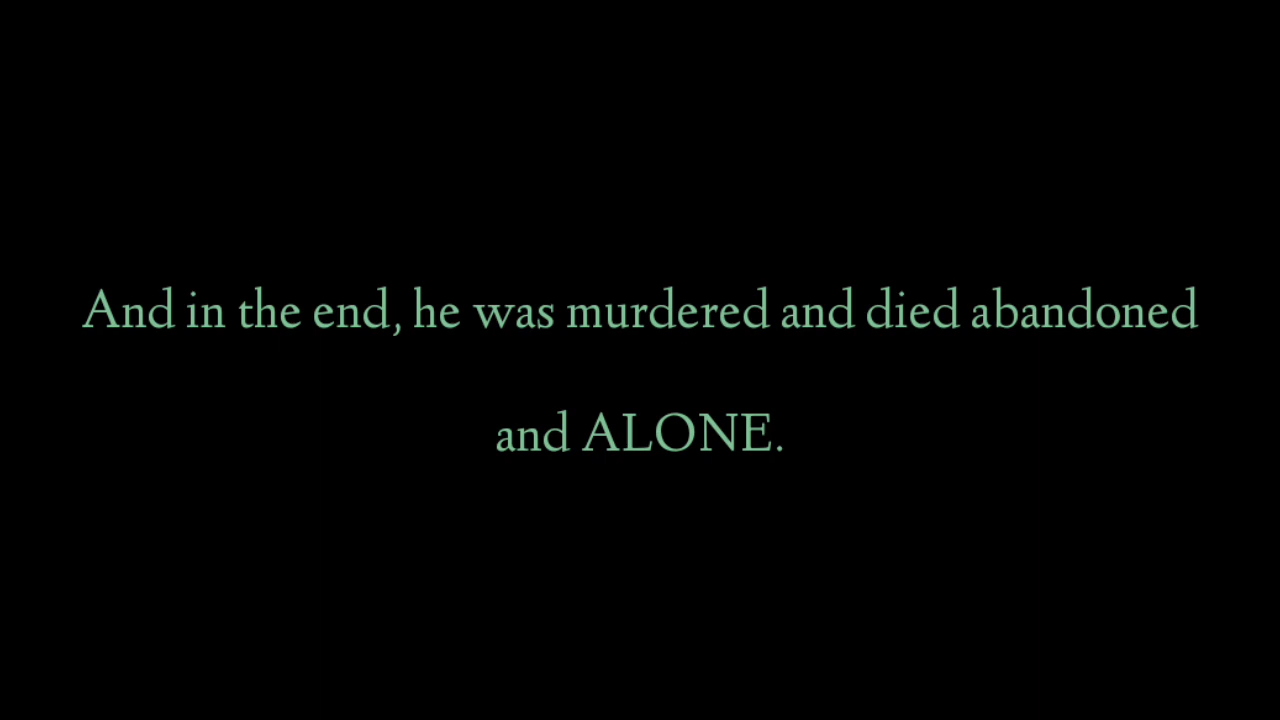 And in the end, he was murdered and died abandoned
and ALONE.